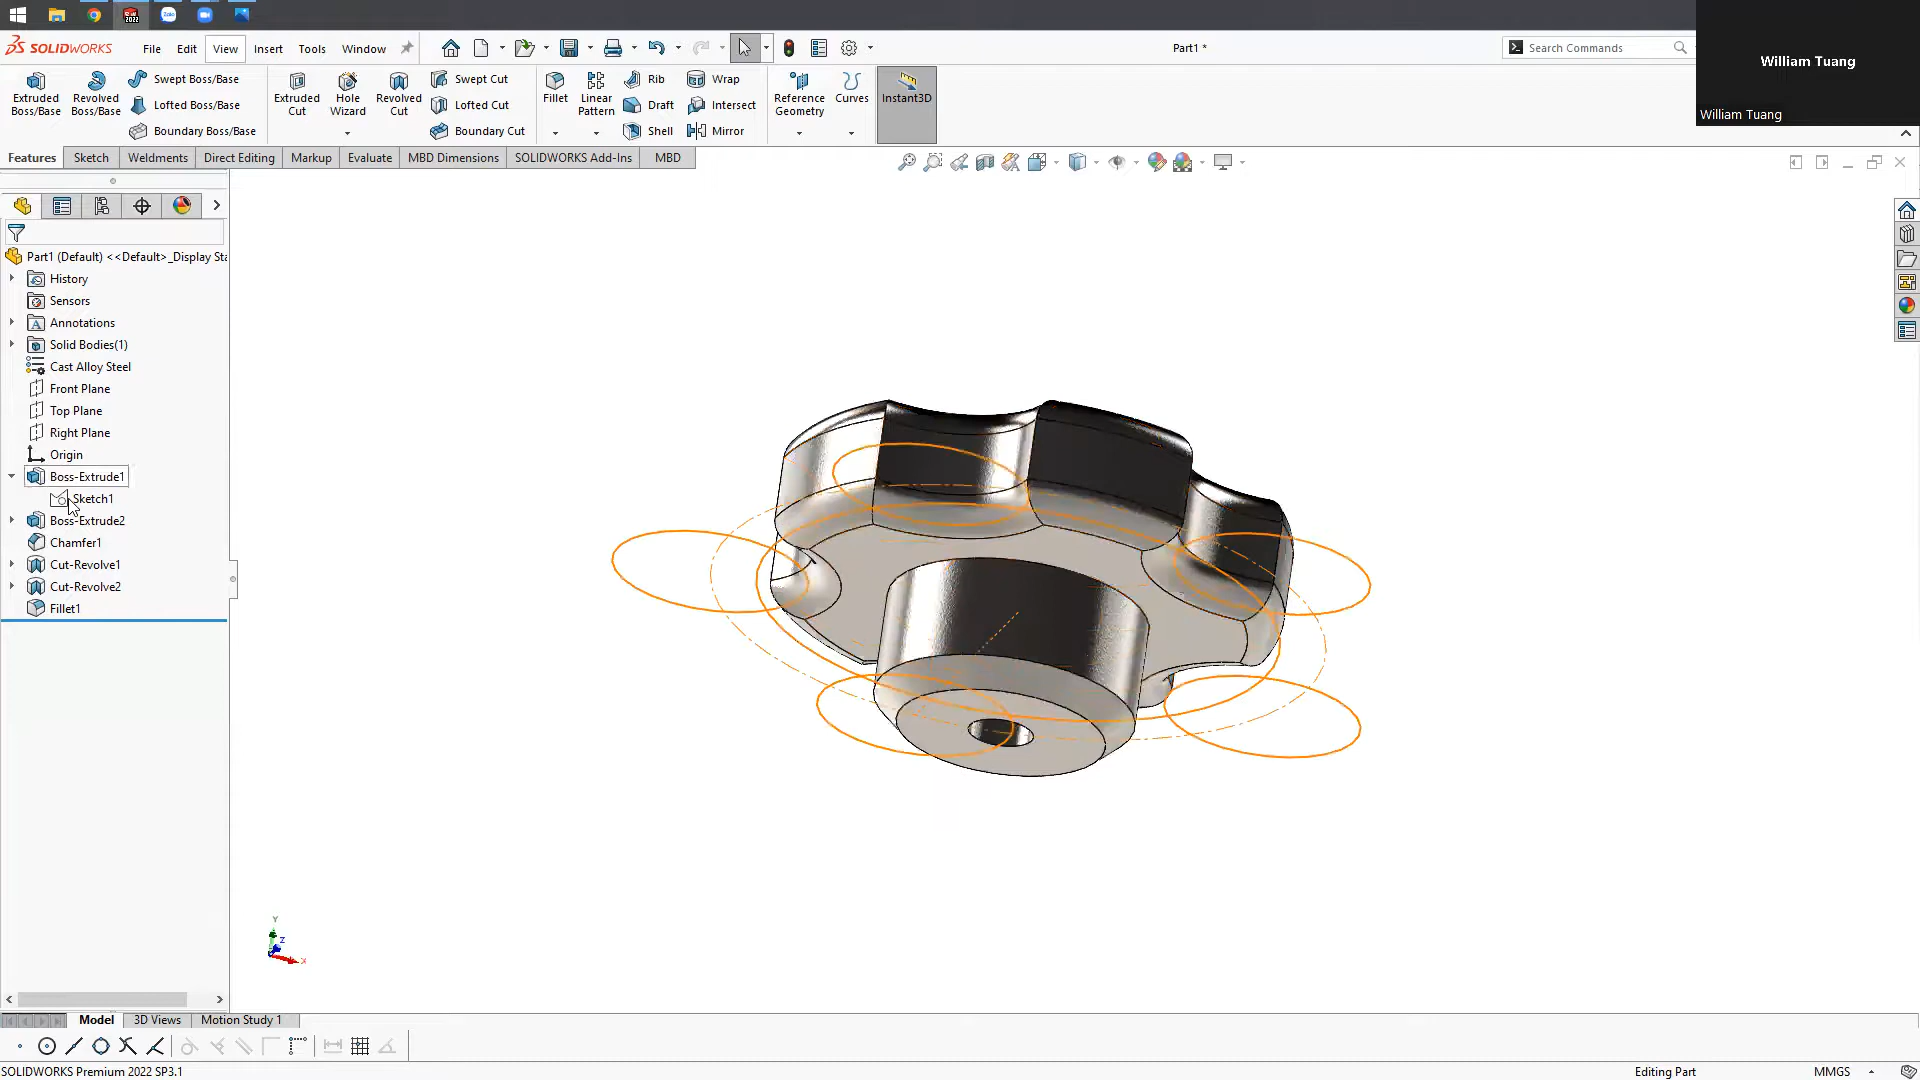 SOLIDWORKS File Edit View Insert Tools Window Part1 * Search Commands
William Tuang
William Tuang
Extruded Boss/Base
Revolved Boss/Base
Swept Boss/Base
Lofted Boss/Base
Boundary Boss/Base
Extruded Cut
Hole Wizard
Revolved Cut
Swept Cut
Lofted Cut
Boundary Cut
Fillet
Linear Pattern
Rib
Draft
Shell
Wrap
Intersect
Mirror
Reference Geometry
Curves
Instant3D
Features Sketch Weldments Direct Editing Markup Evaluate MBD Dimensions SOLIDWORKS Add-Ins MBD
Part1 (Default) <<Default>_Display Sta
History
Sensors
Annotations
Solid Bodies(1)
Cast Alloy Steel
Front Plane
Top Plane
Right Plane
Origin
Boss-Extrude1
Sketch1
Boss-Extrude2
Chamfer1
Cut-Revolve1
Cut-Revolve2
Fillet1
Y
Z
X
Model 3D Views Motion Study 1
SOLIDWORKS Premium 2022 SP3.1 Editing Part MMGS